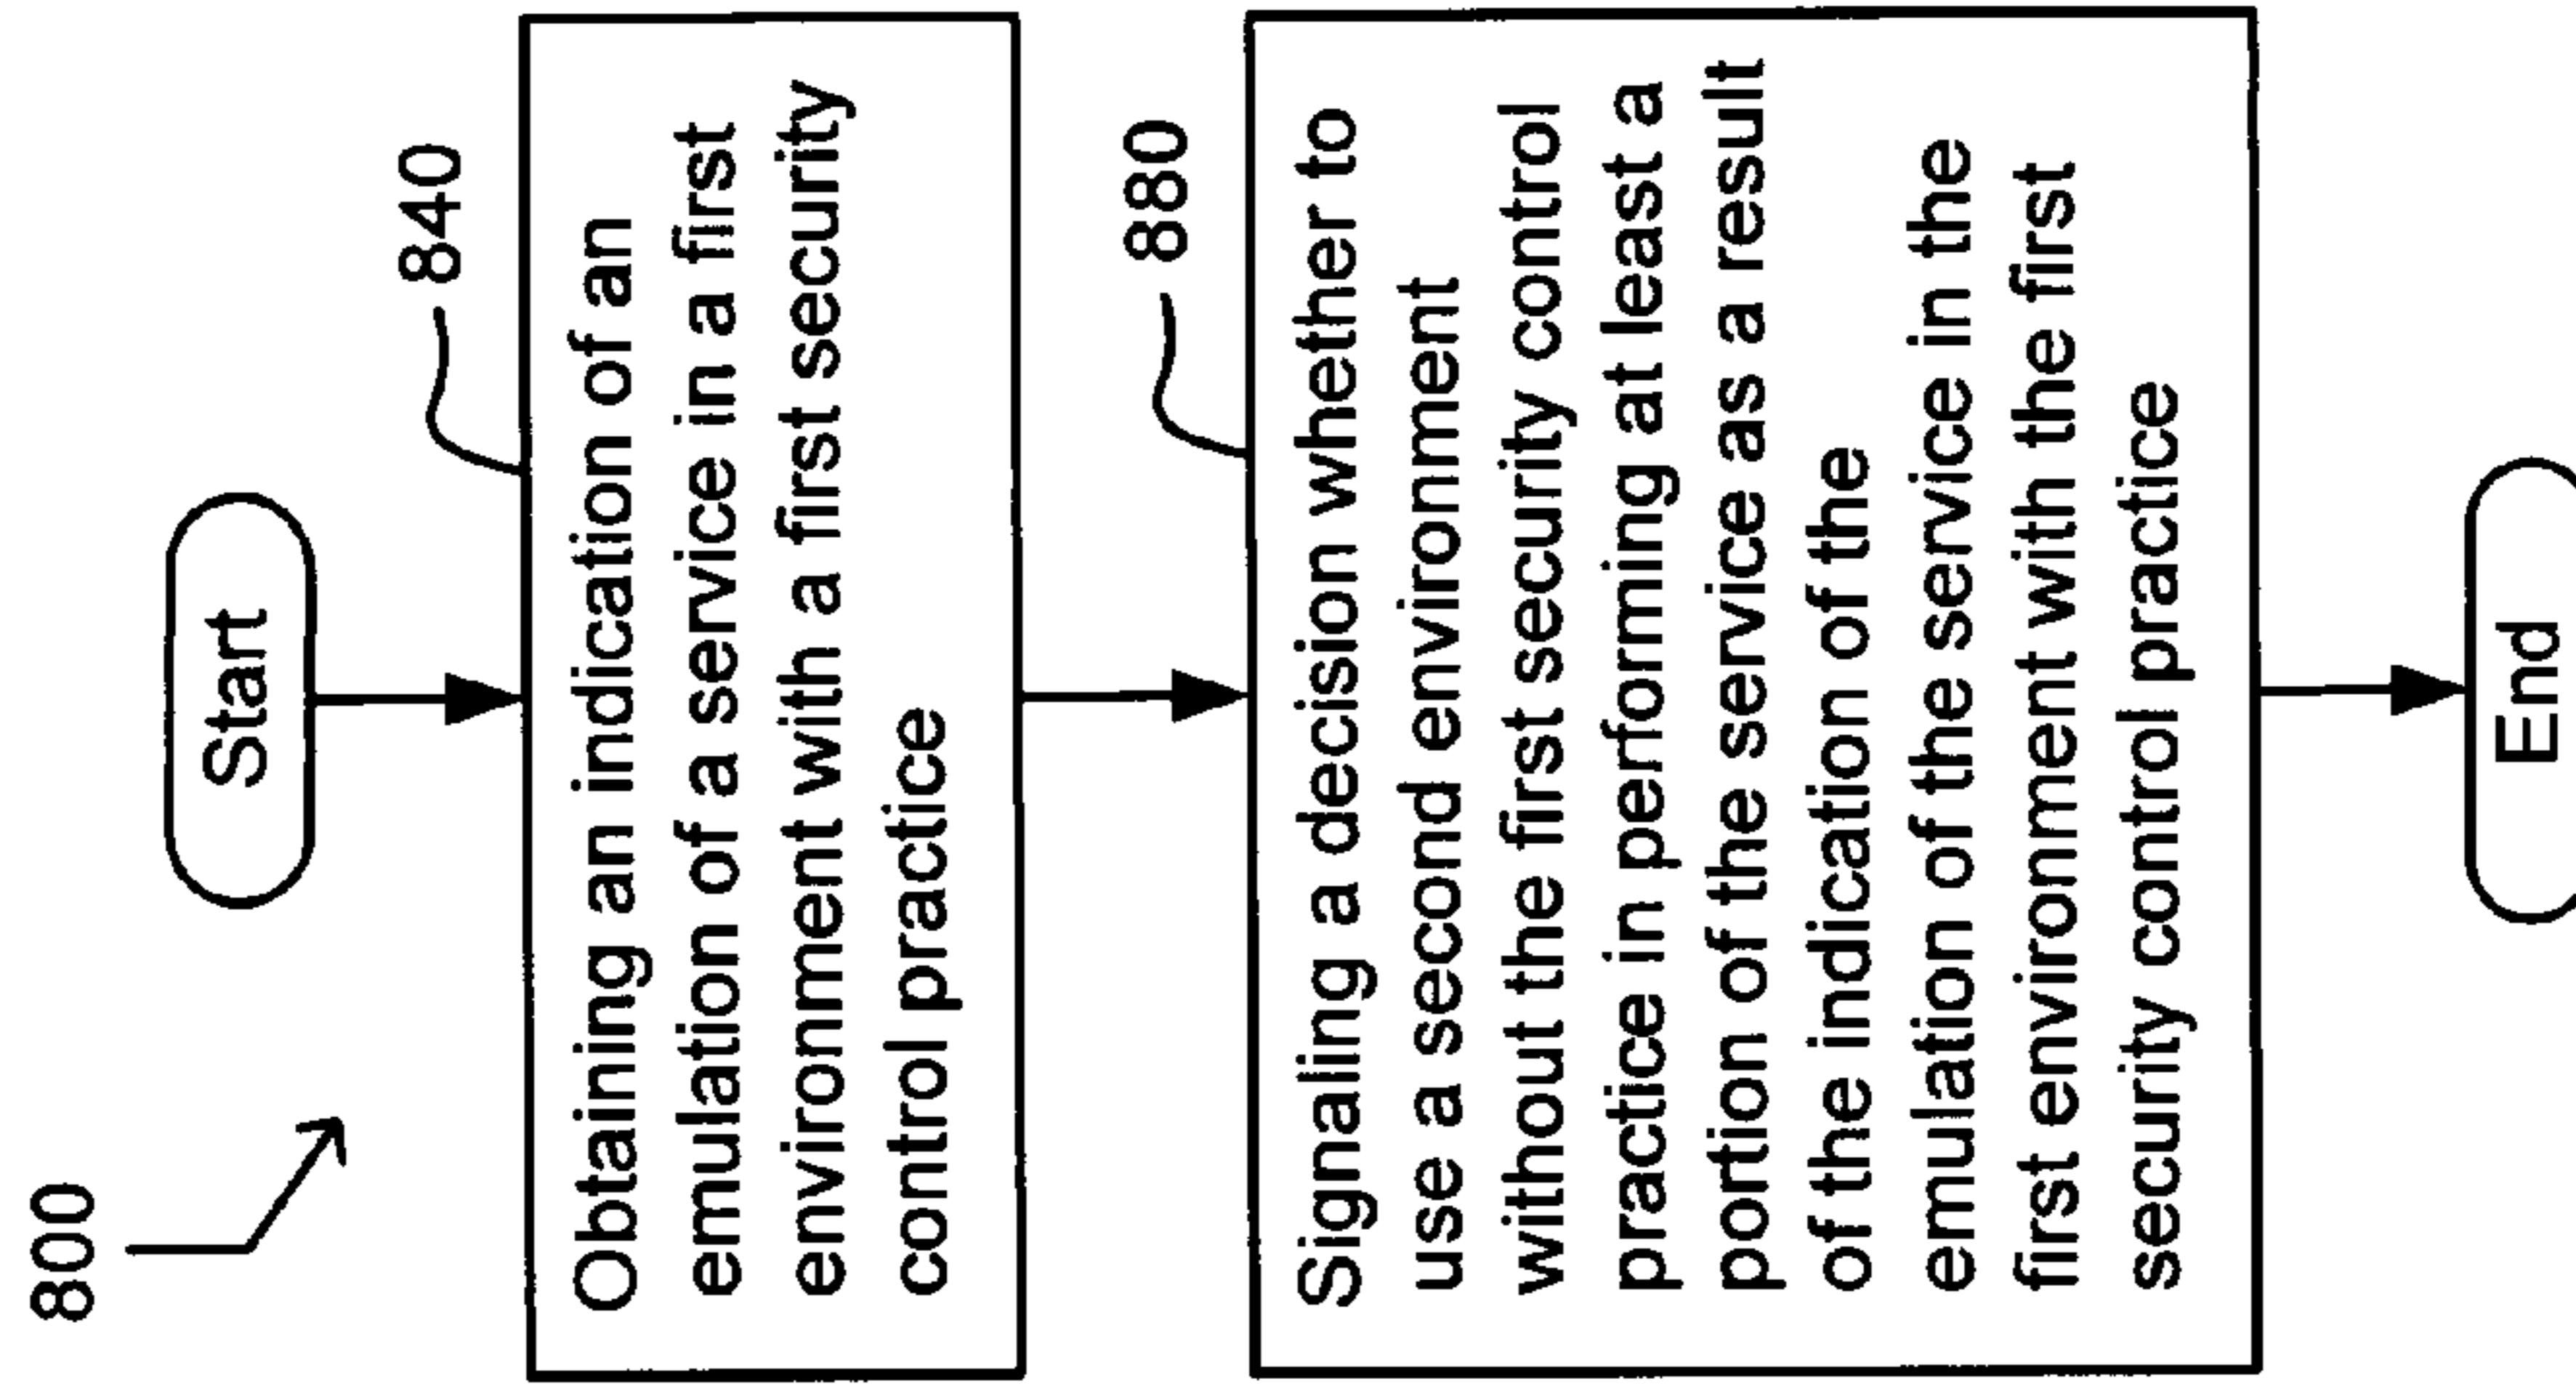 800
Start
840
Obtaining an indication of an
emulation of a service in a first
environment with a first security
control practice
880
Signaling a decision whether to
use a second environment
without the first security control
practice in performing at least a
portion of the service as a result
of the indication of the
emulation of the service in the
first environment with the first
security control practice
End